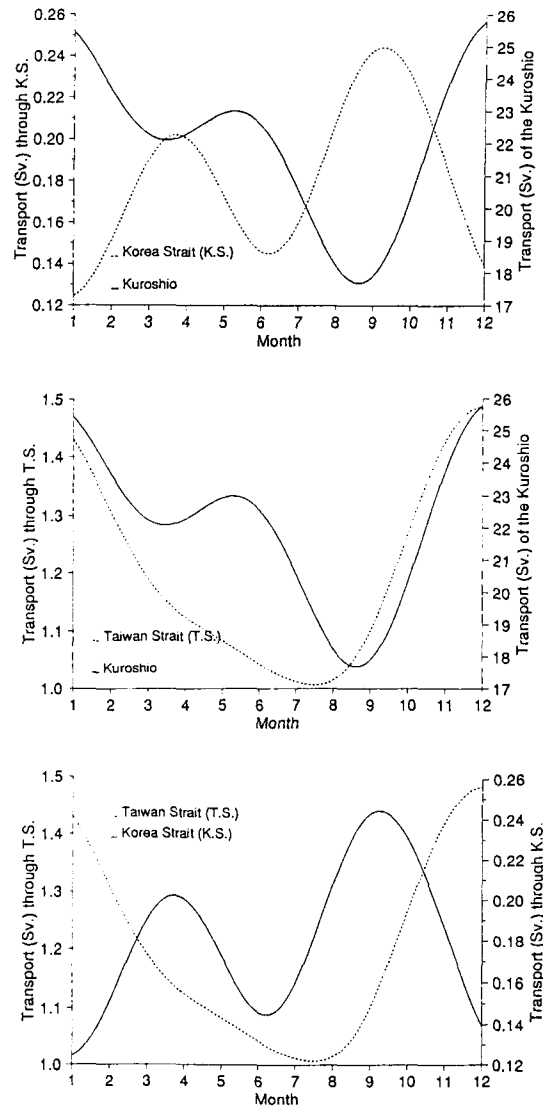 Transport (Sv.) through K.S.
0.26
0.24
0.22
0.20
0.18
0.16
0.14
0.12
Korea Strait (K.S.)
Kuroshio
26
25
24
23
22
21
20
19
18
17
Transport (Sv.) of the Kuroshio
1 2 3 4 5 6 7 8 9 10 11 12
Month
Transport (Sv.) through T.S.
1.5
1.4
1.3
1.2
1.1
1.0
Taiwan Strait (T.S.)
Kuroshio
26
25
24
23
22
21
20
19
18
17
Transport (Sv.) of the Kuroshio
1 2 3 4 5 6 7 8 9 10 11 12
Month
Transport (Sv.) through T.S.
1.5
1.4
1.3
1.2
1.1
1.0
Taiwan Strait (T.S.)
Korea Strait (K.S.)
0.26
0.24
0.22
0.20
0.18
0.16
0.14
0.12
Transport (Sv.) through K.S.
1 2 3 4 5 6 7 8 9 10 11 12
Month